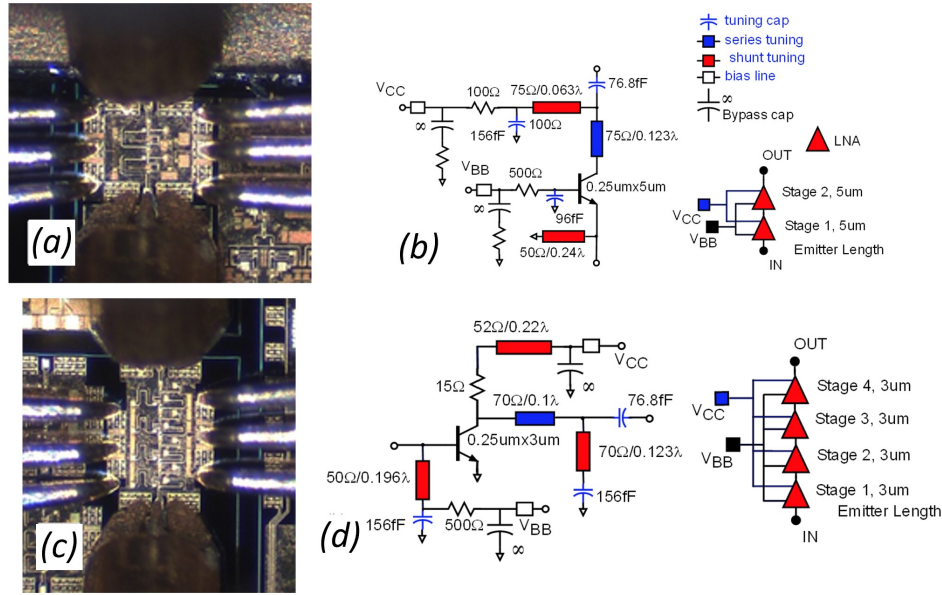 (a)
(b)
V_CC
100Ω
75Ω/0.063λ
76.8fF
156fF
100Ω
∞
75Ω/0.123λ
V_BB
500Ω
0.25umx5um
96fF
∞
50Ω/0.24λ
tuning cap
series tuning
shunt tuning
bias line
∞
Bypass cap
LNA
OUT
Stage 2, 5um
V_CC
V_BB
Stage 1, 5um
Emitter Length
IN
(c)
(d)
52Ω/0.22λ
V_CC
15Ω
∞
70Ω/0.1λ
76.8fF
0.25umx3um
50Ω/0.196λ
70Ω/0.123λ
156fF
156fF
500Ω
V_BB
∞
OUT
Stage 4, 3um
V_CC
Stage 3, 3um
V_BB
Stage 2, 3um
Stage 1, 3um
Emitter Length
IN